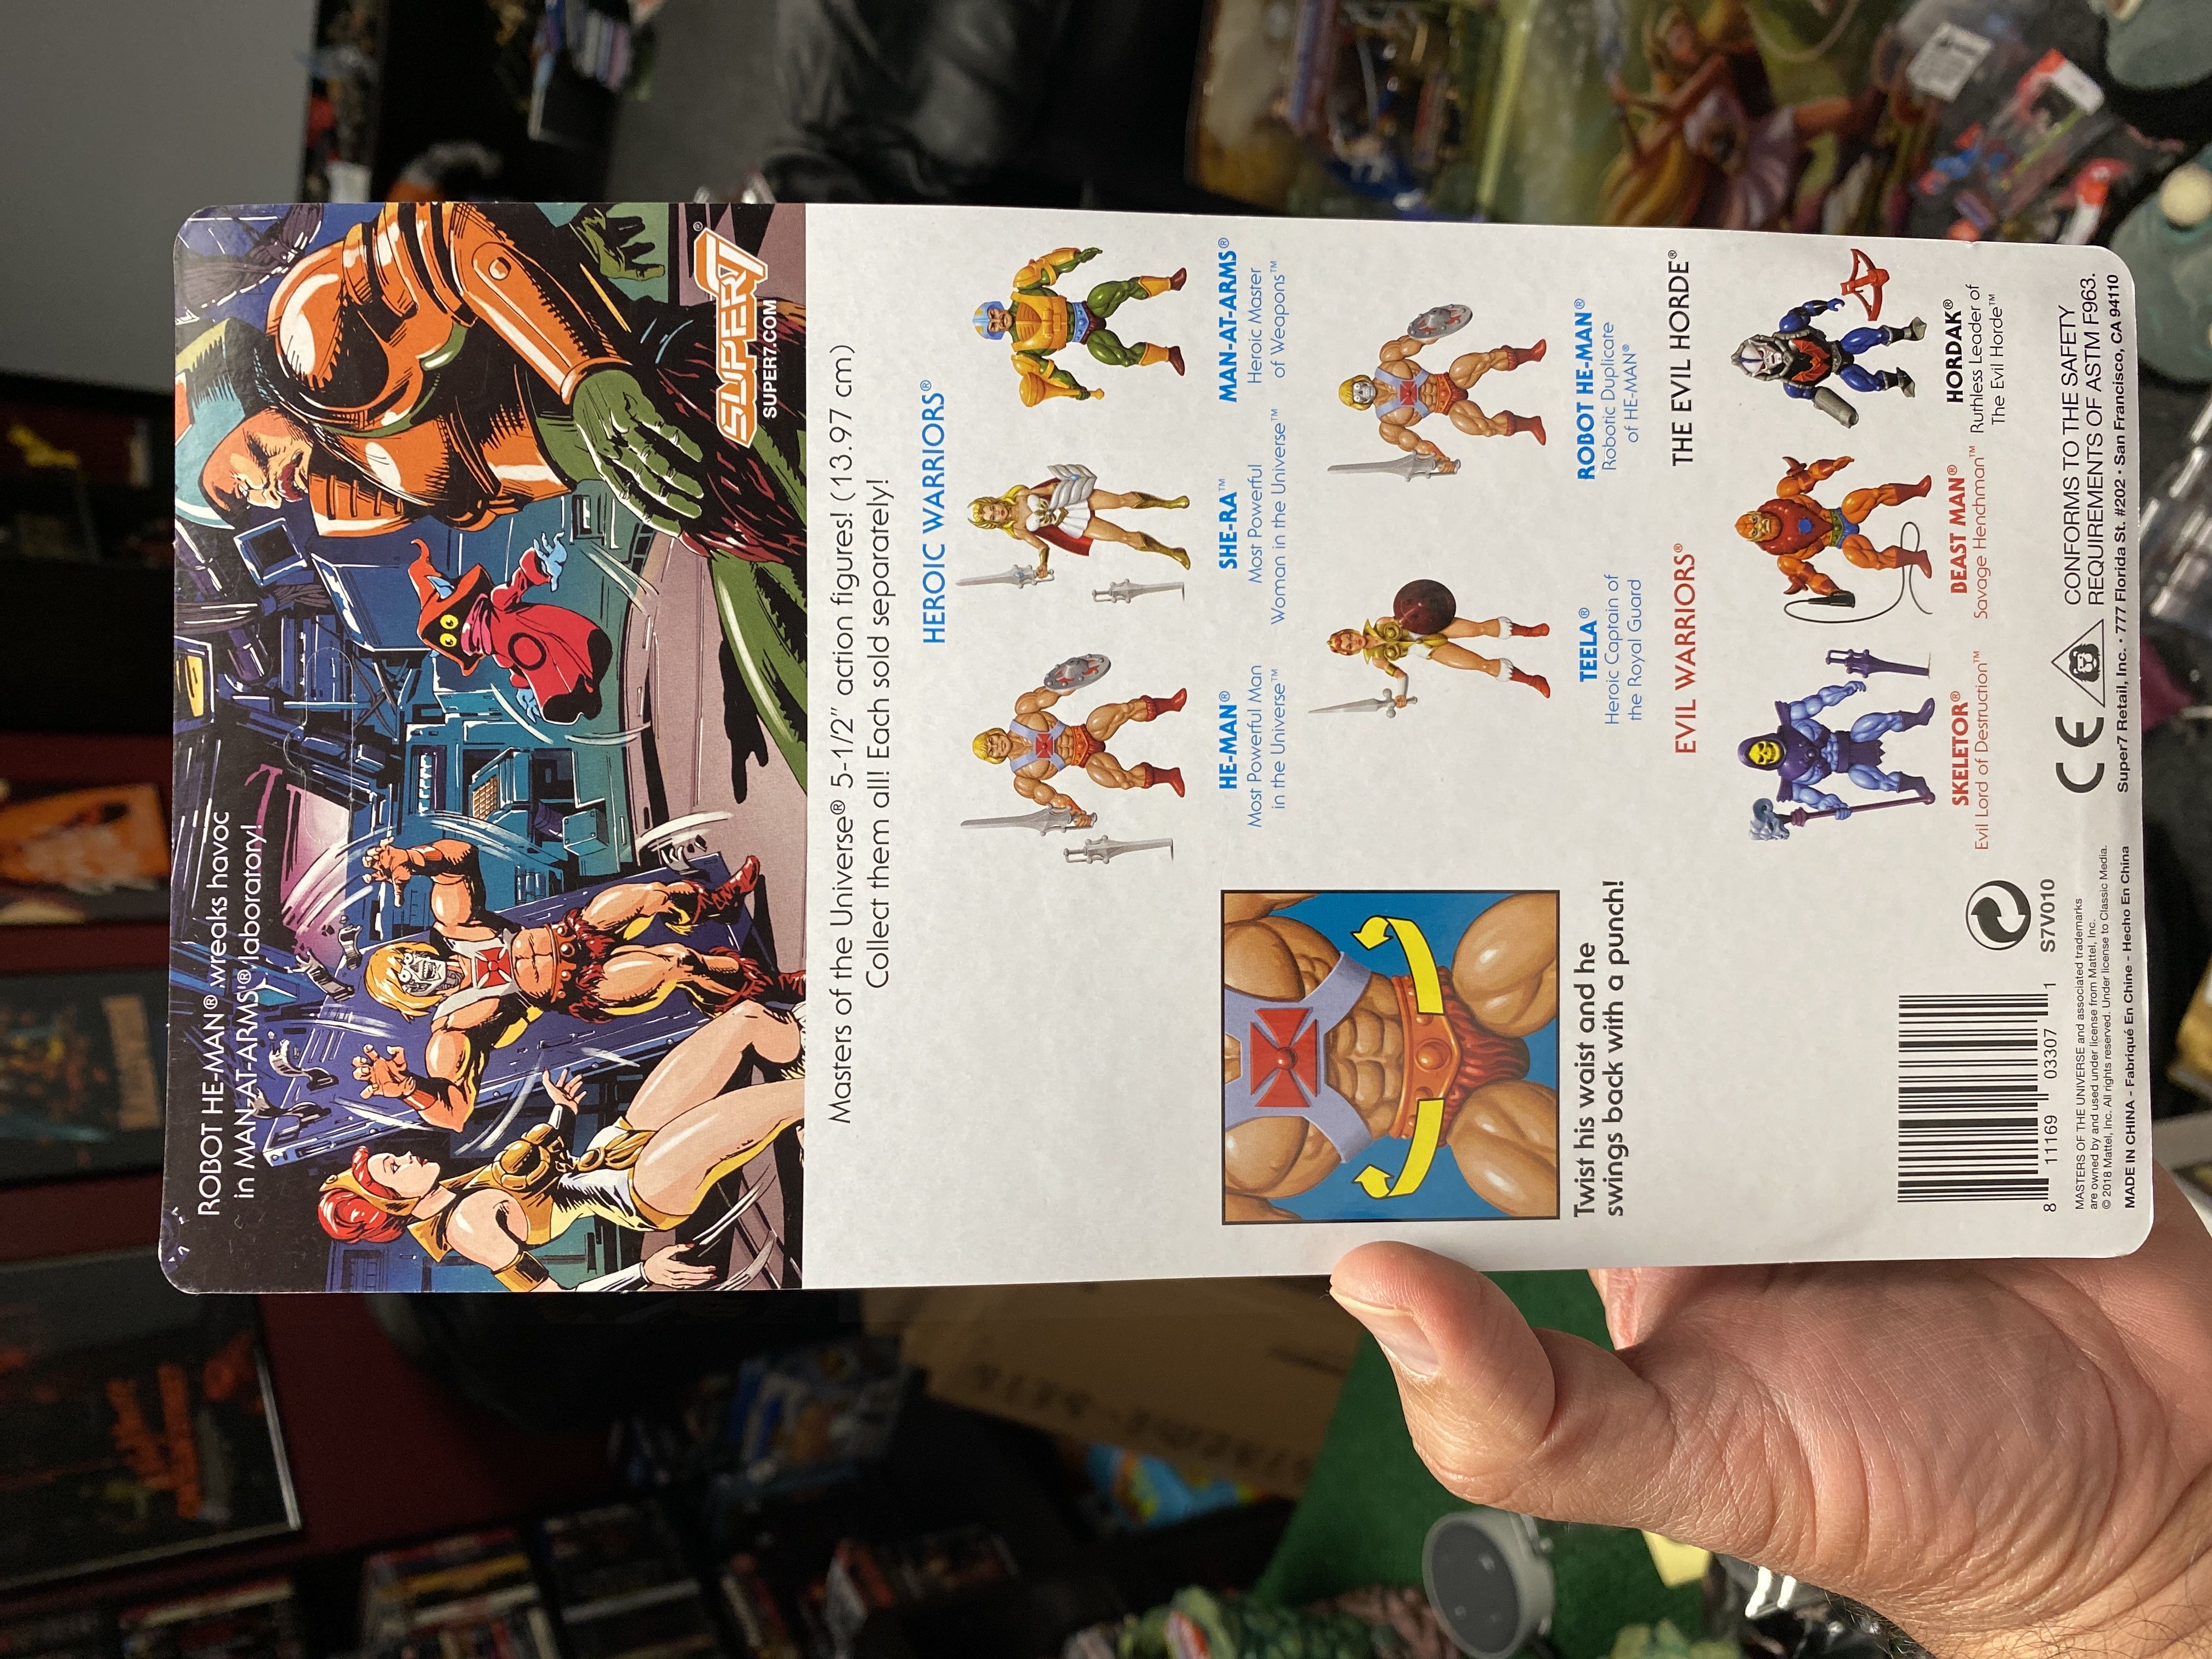 ROBOT HE-MAN® wreaks havoc
in MAN-AT-ARMS'® laboratory!
SUPER7®
SUPER7.COM
Masters of the Universe® 5-1/2" action figures! (13.97 cm)
Collect them all! Each sold separately!
HEROIC WARRIORS®
HE-MAN®
Most Powerful Man
in the Universe™
SHE-RA™
Most Powerful
Woman in the Universe™
MAN-AT-ARMS®
Heroic Master
of Weapons™
TEELA®
Heroic Captain of
the Royal Guard
ROBOT HE-MAN®
Robotic Duplicate
of HE-MAN®
Twist his waist and he
swings back with a punch!
EVIL WARRIORS®
SKELETOR®
Evil Lord of Destruction™
BEAST MAN®
Savage Henchman™
THE EVIL HORDE®
HORDAK®
Ruthless Leader of
The Evil Horde™
8 11169 03307 1
S7V010
MASTERS OF THE UNIVERSE and associated trademarks
are owned by and used under license from Mattel, Inc.
© 2018 Mattel, Inc. All rights reserved. Under license to Classic Media.
MADE IN CHINA - Fabriqué En Chine - Hecho En China
CE
CONFORMS TO THE SAFETY
REQUIREMENTS OF ASTM F963.
Super7 Retail, Inc. • 777 Florida St. #202 • San Francisco, CA 94110